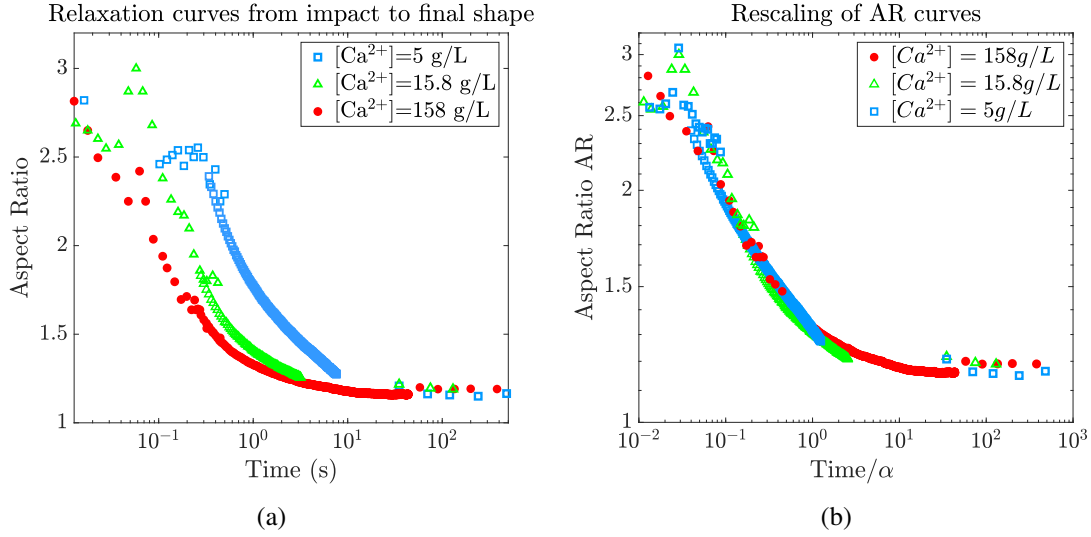 Relaxation curves from impact to final shape
[Ca²⁺]=5 g/L
[Ca²⁺]=15.8 g/L
[Ca²⁺]=158 g/L
3
2.5
2
1.5
1
Aspect Ratio
10⁻¹
10⁰
10¹
10²
Time (s)
(a)
Rescaling of AR curves
[Ca²⁺] = 158g/L
[Ca²⁺] = 15.8g/L
[Ca²⁺] = 5g/L
3
2.5
2
1.5
1
Aspect Ratio AR
10⁻²
10⁻¹
10⁰
10¹
10²
10³
Time/α
(b)